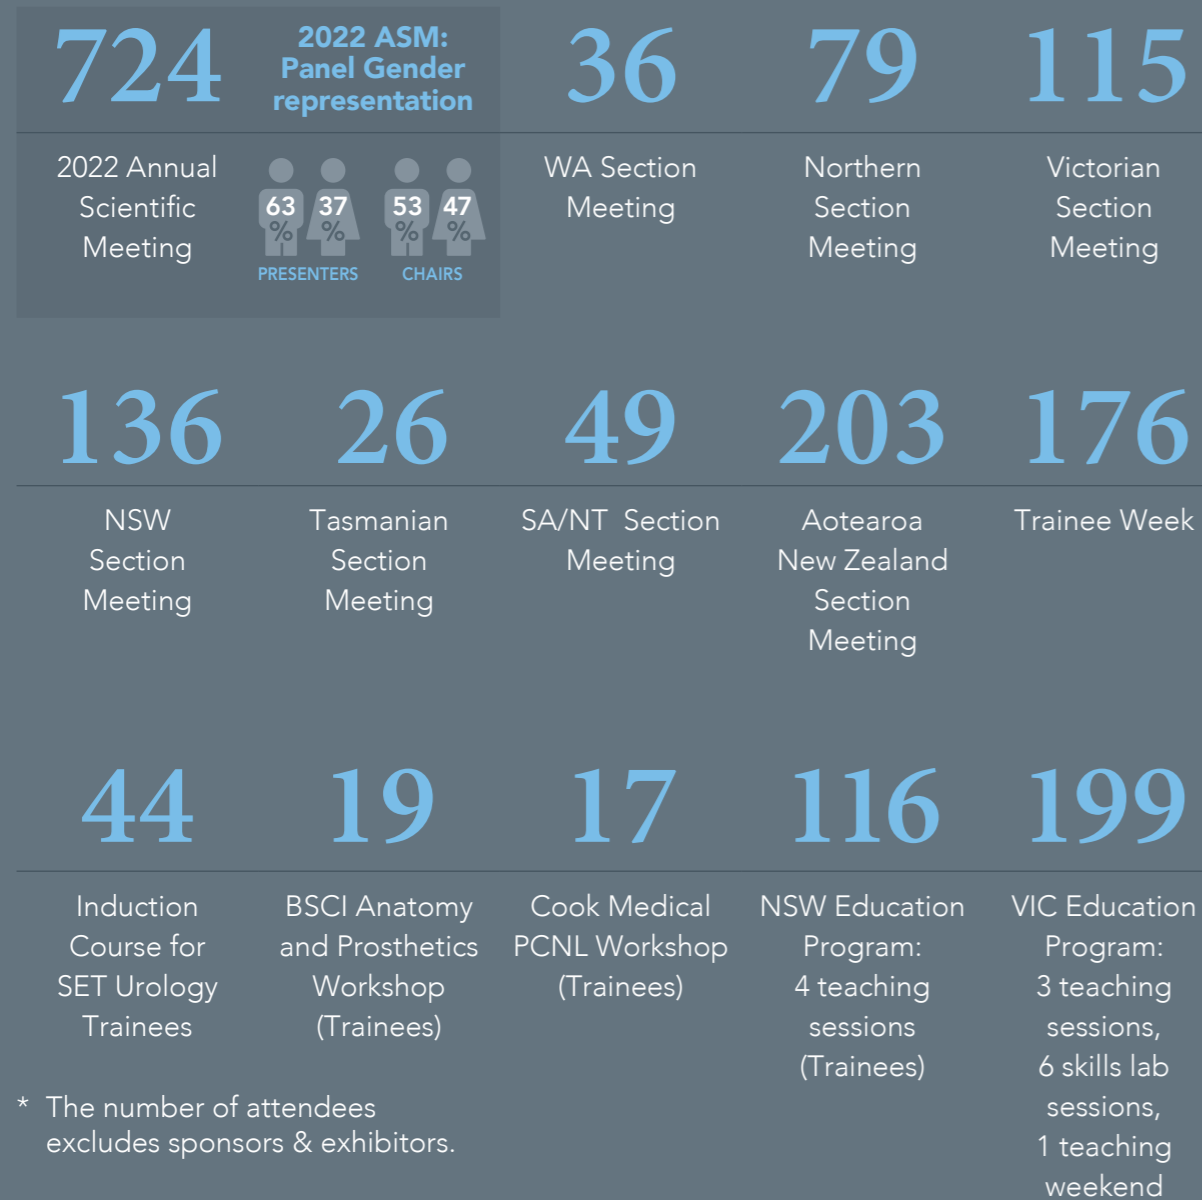 724
2022 ASM:
Panel Gender
representation
2022 Annual
Scientific
Meeting
63
%
37
%
PRESENTERS
53
%
47
%
CHAIRS
36
WA Section
Meeting
79
Northern
Section
Meeting
115
Victorian
Section
Meeting
136
NSW
Section
Meeting
26
Tasmanian
Section
Meeting
49
SA/NT Section
Meeting
203
Aotearoa
New Zealand
Section
Meeting
176
Trainee Week
44
Induction
Course for
SET Urology
Trainees
19
BSCI Anatomy
and Prosthetics
Workshop
(Trainees)
17
Cook Medical
PCNL Workshop
(Trainees)
116
NSW Education
Program:
4 teaching
sessions
(Trainees)
199
VIC Education
Program:
3 teaching
sessions,
6 skills lab
sessions,
1 teaching
weekend
* The number of attendees
excludes sponsors & exhibitors.